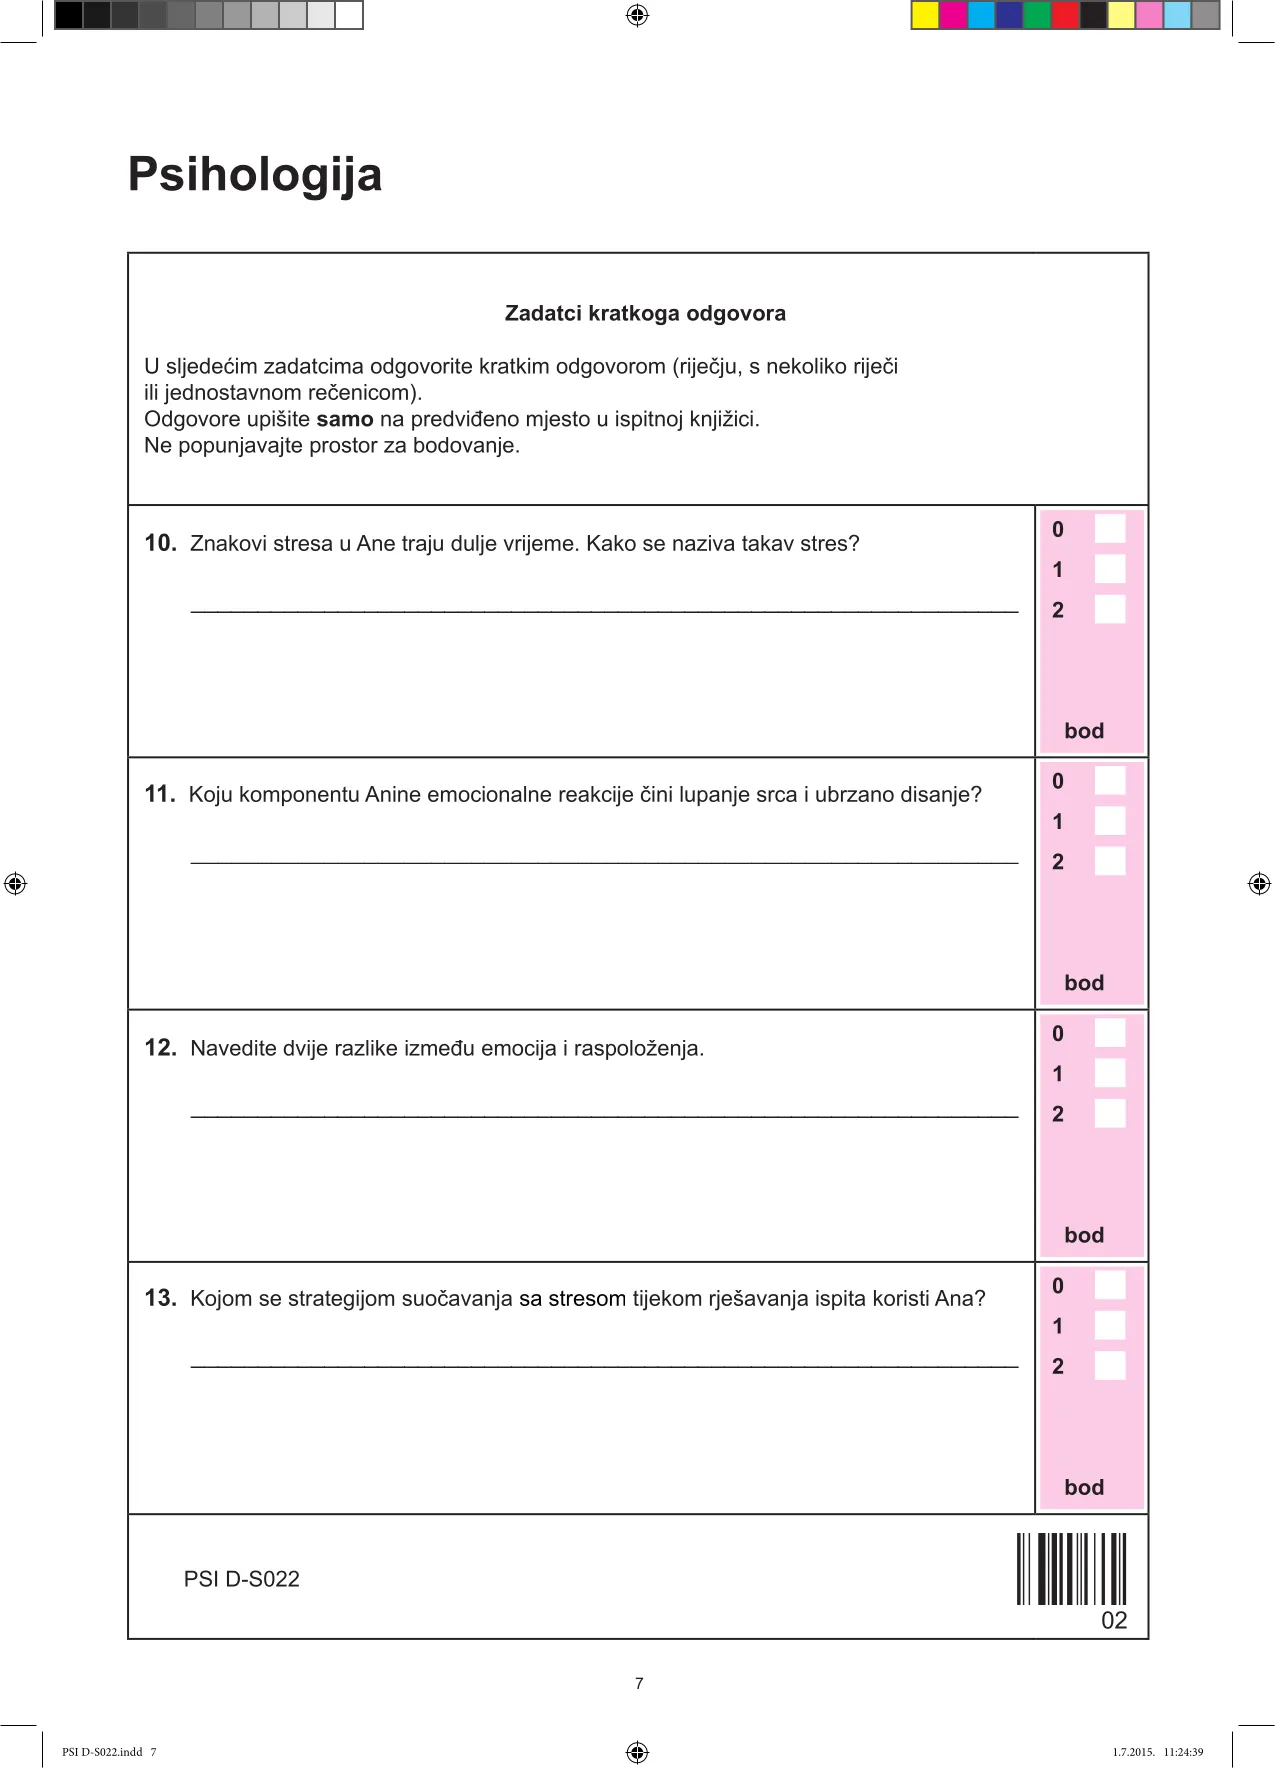 Psihologija
Zadatci kratkoga odgovora
U sljedećim zadatcima odgovorite kratkim odgovorom (riječju, s nekoliko riječi
ili jednostavnom rečenicom).
Odgovore upišite samo na predviđeno mjesto u ispitnoj knjižici.
Ne popunjavajte prostor za bodovanje.
10. Znakovi stresa u Ane traju dulje vrijeme. Kako se naziva takav stres?
0
1
2
bod
11. Koju komponentu Anine emocionalne reakcije čini lupanje srca i ubrzano disanje?
0
1
2
bod
12. Navedite dvije razlike između emocija i raspoloženja.
0
1
2
bod
13. Kojom se strategijom suočavanja sa stresom tijekom rješavanja ispita koristi Ana?
0
1
2
bod
PSI D-S022
02
7
PSI D-S022.indd 7
1.7.2015. 11:24:39